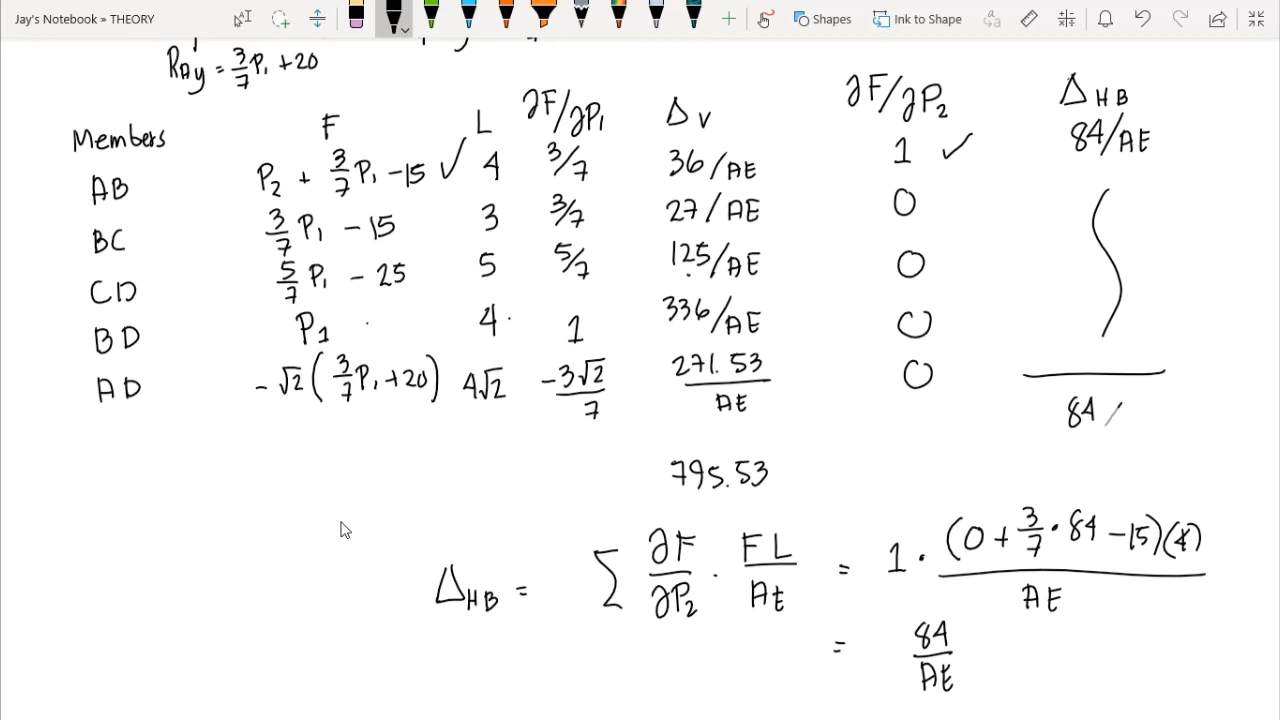 Jay's Notebook » THEORY
Shapes
Ink to Shape
R_Ay = 3/7 P₁ + 20
Members F L ∂F/∂P₁ Δ_V ∂F/∂P₂ Δ_HB
AB P₂ + 3/7 P₁ - 15 ✓ 4 3/7 36/AE 1 ✓ 84/AE
BC 3/7 P₁ - 15 3 3/7 27/AE 0
CD 5/7 P₁ - 25 5 5/7 125/AE 0
BD P₁ 4 1 336/AE 0
AD -√2 (3/7 P₁ + 20) 4√2 -3√2/7 271.53/AE 0
84 /
795.53
Δ_HB = Σ ∂F/∂P₂ · FL/AE = 1 · (0 + 3/7 · 84 - 15)(4)/AE
= 84/AE